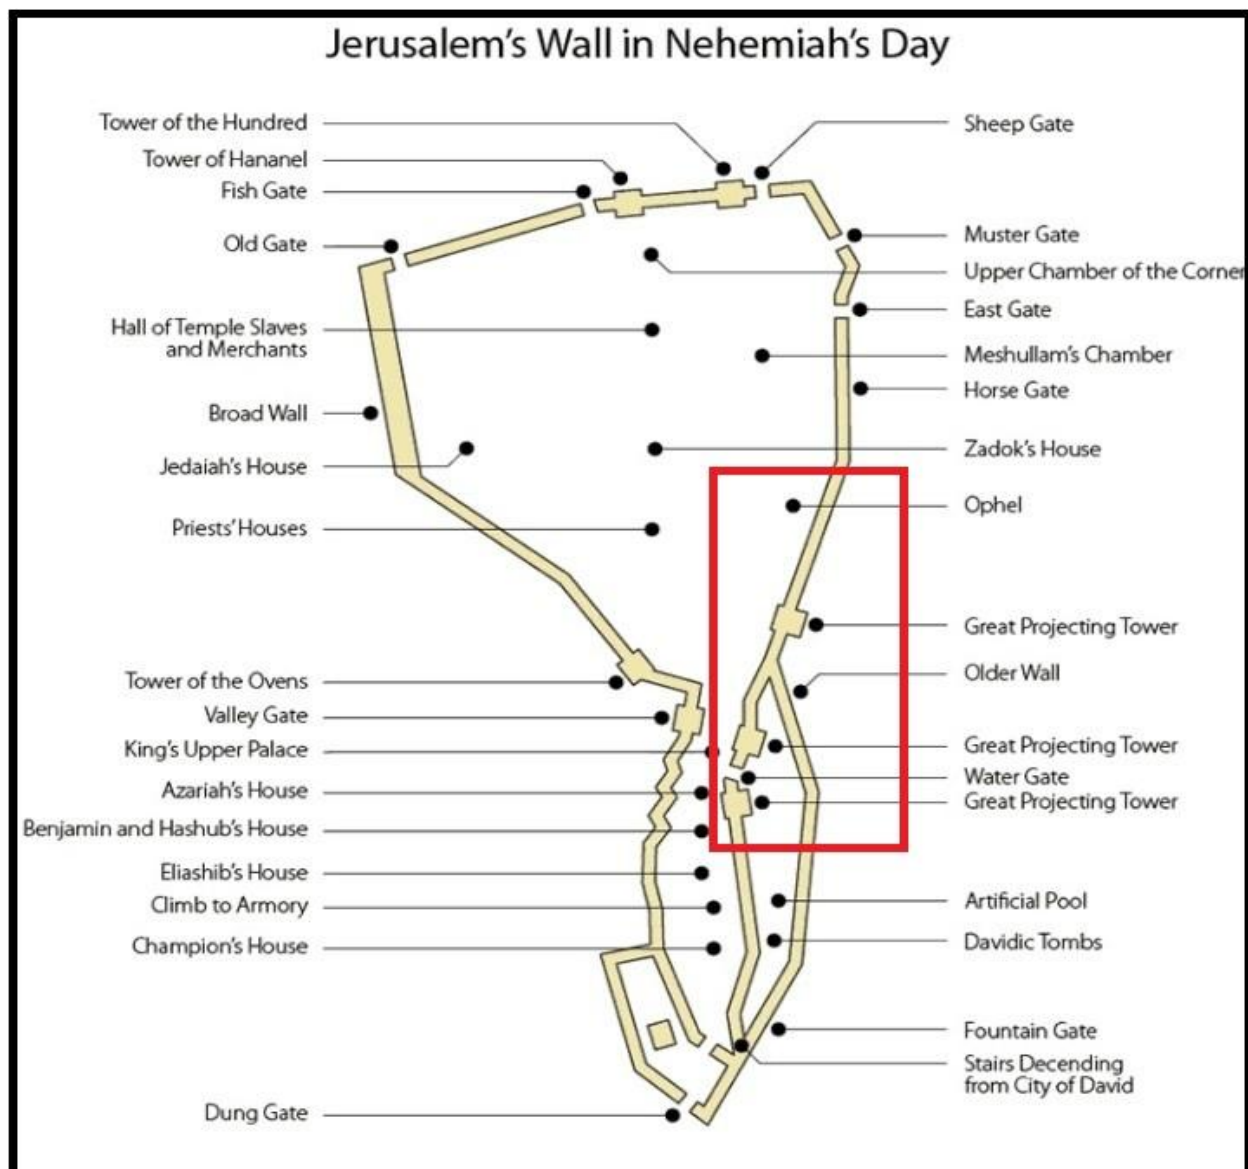 Jerusalem's Wall in Nehemiah's Day
Tower of the Hundred
Tower of Hananel
Fish Gate
Old Gate
Hall of Temple Slaves
and Merchants
Broad Wall
Jedaiah's House
Priests' Houses
Tower of the Ovens
Valley Gate
King's Upper Palace
Azariah's House
Benjamin and Hashub's House
Eliashib's House
Climb to Armory
Champion's House
Dung Gate
Sheep Gate
Muster Gate
Upper Chamber of the Corner
East Gate
Meshullam's Chamber
Horse Gate
Zadok's House
Ophel
Great Projecting Tower
Older Wall
Great Projecting Tower
Water Gate
Great Projecting Tower
Artificial Pool
Davidic Tombs
Fountain Gate
Stairs Decending
from City of David